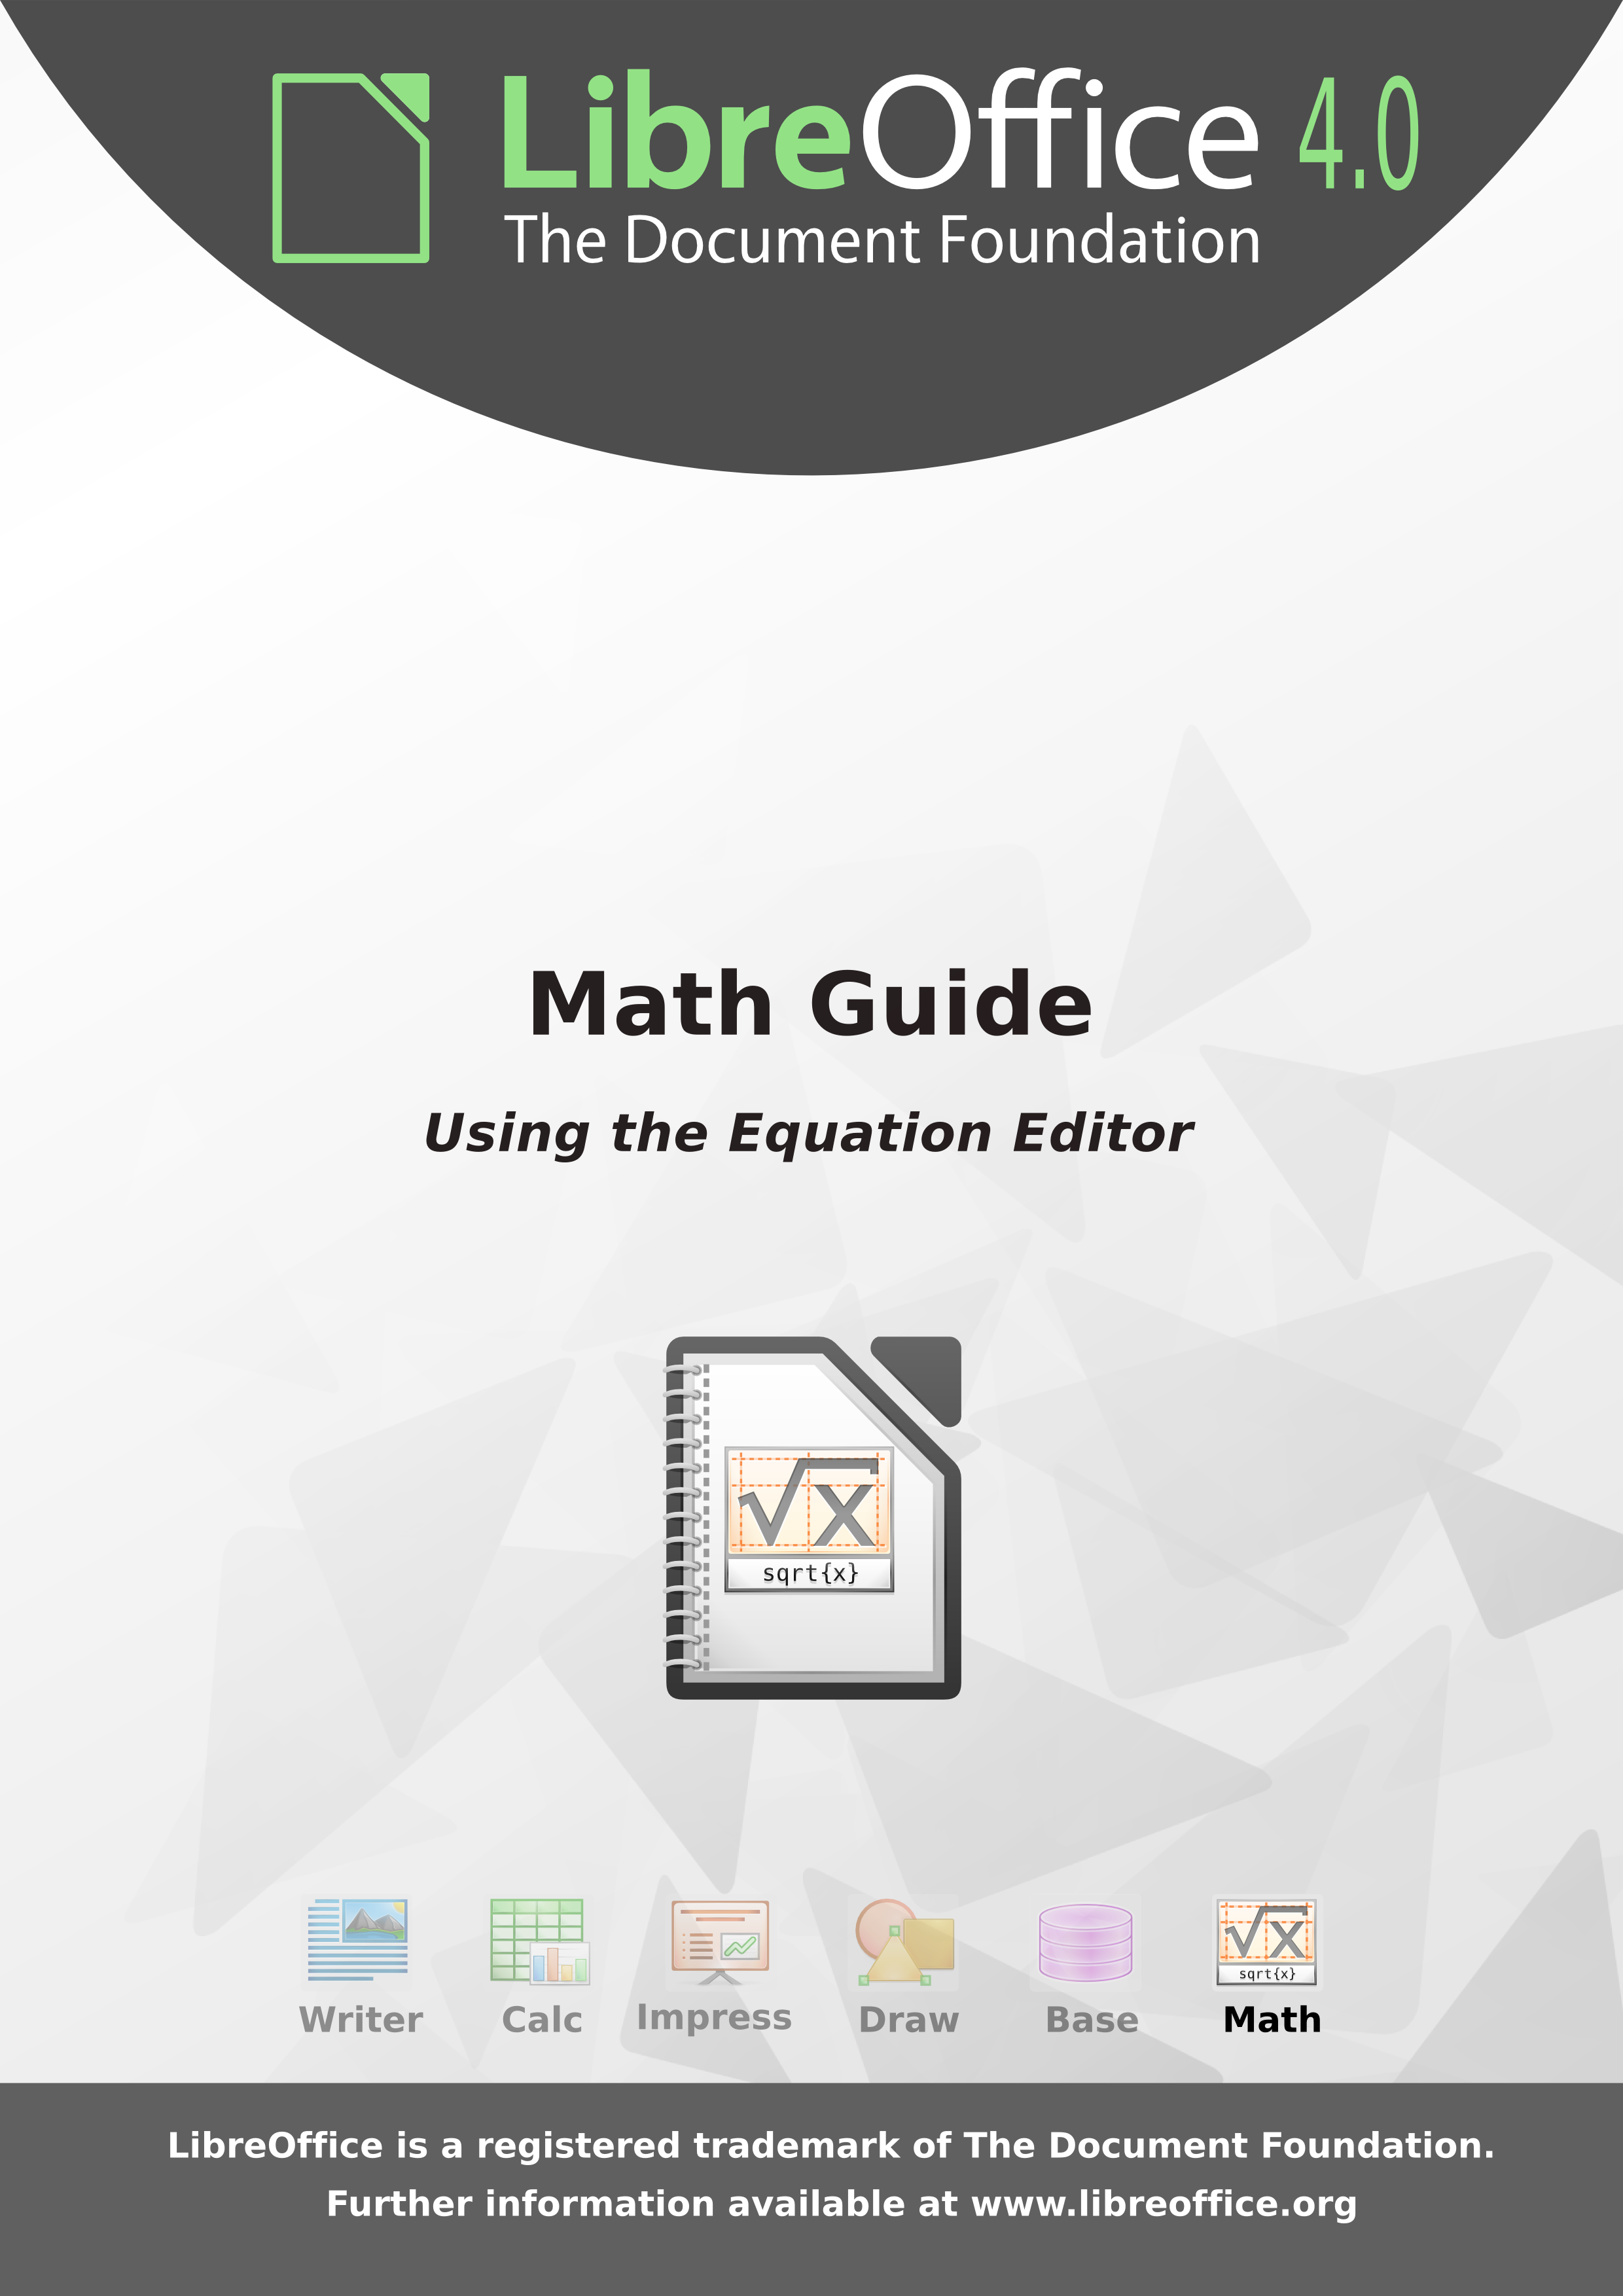 LibreOffice 4.0
The Document Foundation
Math Guide
Using the Equation Editor
√x
sqrt{x}
√x
sqrt{x}
Writer Calc Impress Draw Base Math
LibreOffice is a registered trademark of The Document Foundation.
Further information available at www.libreoffice.org